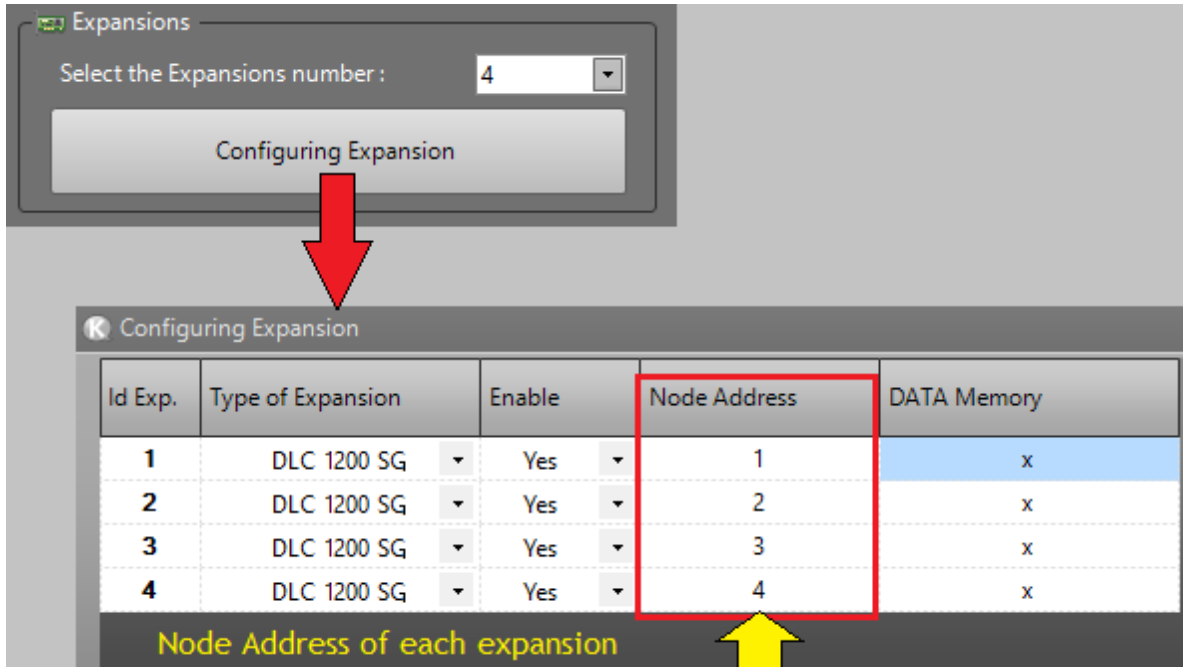 Expansions
Select the Expansions number : 4
Configuring Expansion
K Configuring Expansion
Id Exp. Type of Expansion Enable Node Address DATA Memory
1 DLC 1200 SG Yes 1 x
2 DLC 1200 SG Yes 2 x
3 DLC 1200 SG Yes 3 x
4 DLC 1200 SG Yes 4 x
Node Address of each expansion